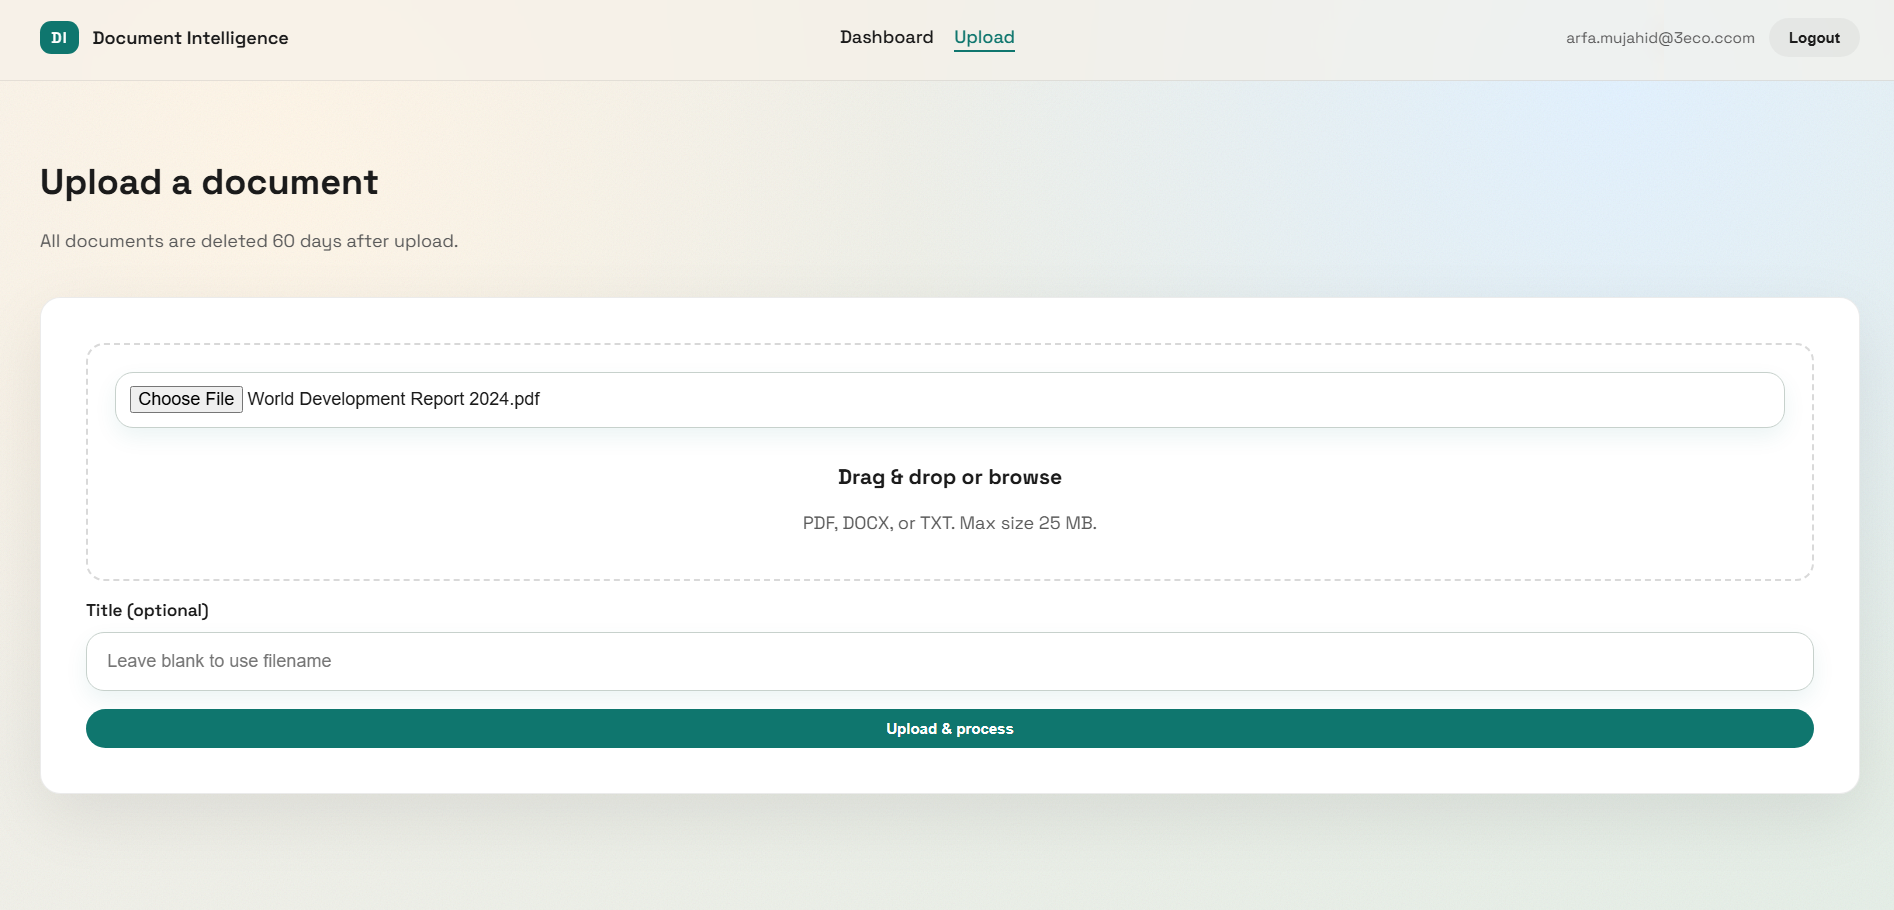 DI Document Intelligence Dashboard Upload arfa.mujahid@3eco.ccom Logout
Upload a document
All documents are deleted 60 days after upload.
Choose File World Development Report 2024.pdf
Drag & drop or browse
PDF, DOCX, or TXT. Max size 25 MB.
Title (optional)
Leave blank to use filename
Upload & process